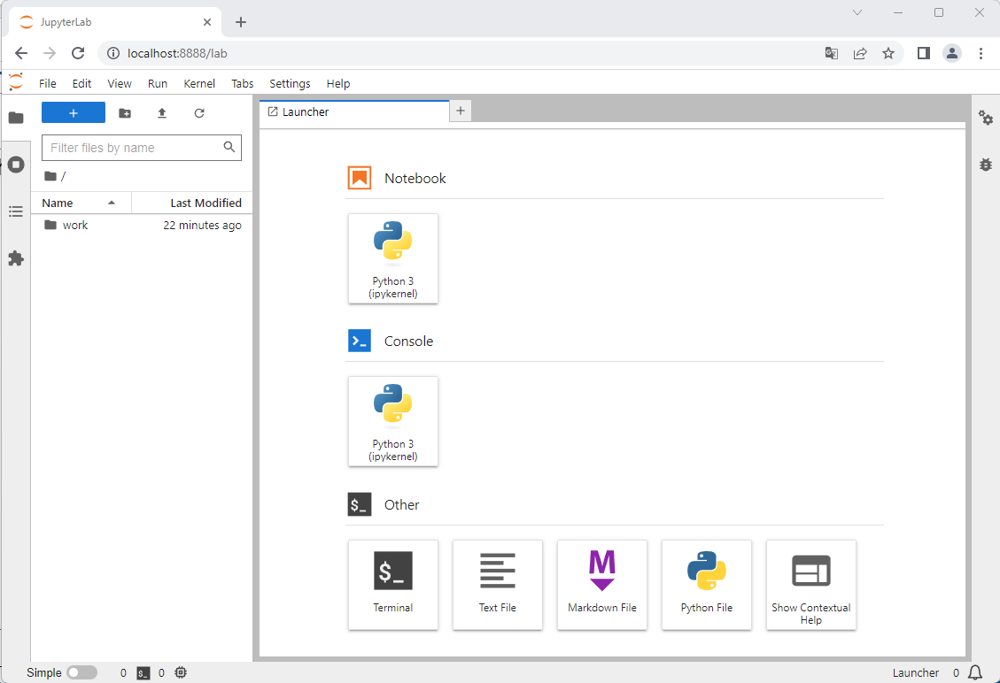 JupyterLab
localhost:8888/lab
File Edit View Run Kernel Tabs Settings Help
Launcher
Filter files by name
/
Name Last Modified
work 22 minutes ago
Notebook
Python 3
(ipykernel)
Console
Python 3
(ipykernel)
$_ Other
$_
M
Terminal Text File Markdown File Python File Show Contextual
Help
Simple 0 $_ 0 Launcher 0